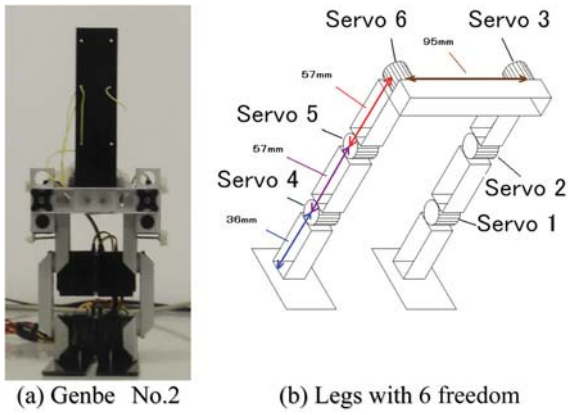 Servo 6
Servo 3
95mm
57mm
Servo 5
57mm
Servo 4
Servo 2
36mm
Servo 1
(a) Genbe No.2
(b) Legs with 6 freedom